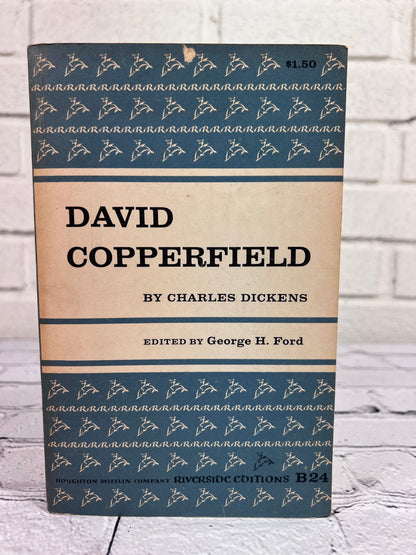 $1.50
DAVID
COPPERFIELD
BY CHARLES DICKENS
EDITED BY George H. Ford
HOUGHTON MIFFLIN COMPANY RIVERSIDE EDITIONS B24